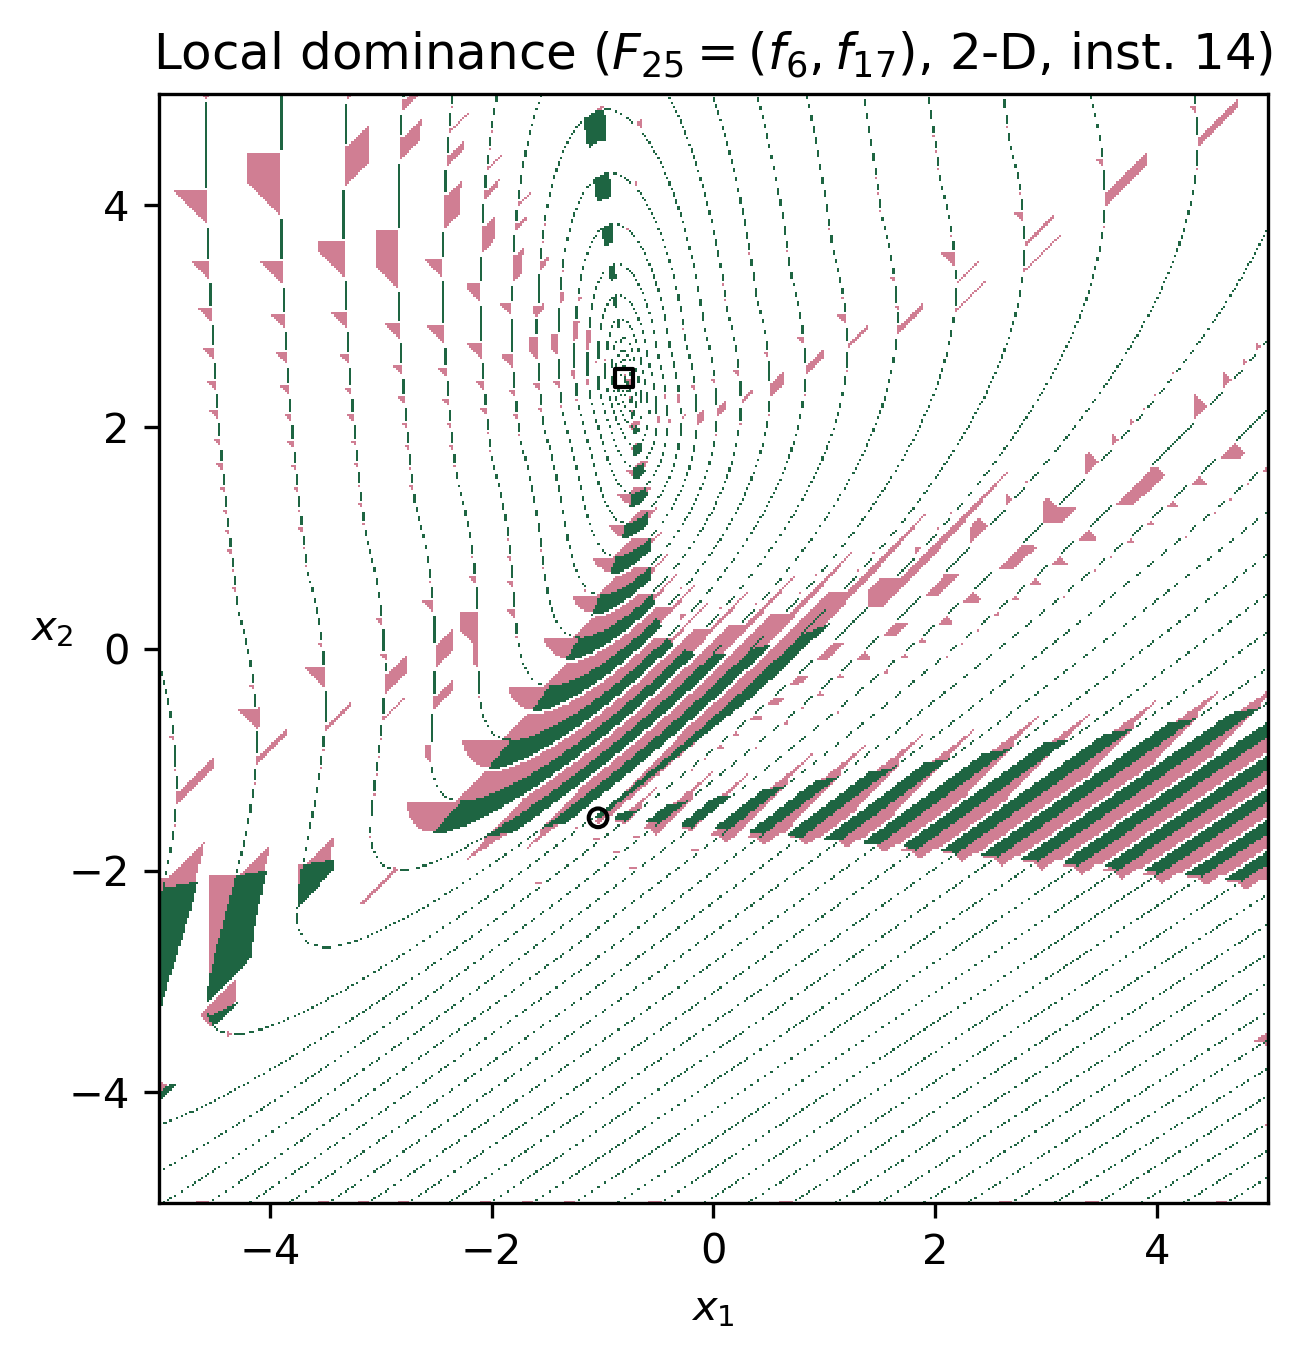 Local dominance (F₂₅ = (f₆, f₁₇), 2-D, inst. 14)
4
2
x₂
0
−2
−4
−4 −2 0 2 4
x₁